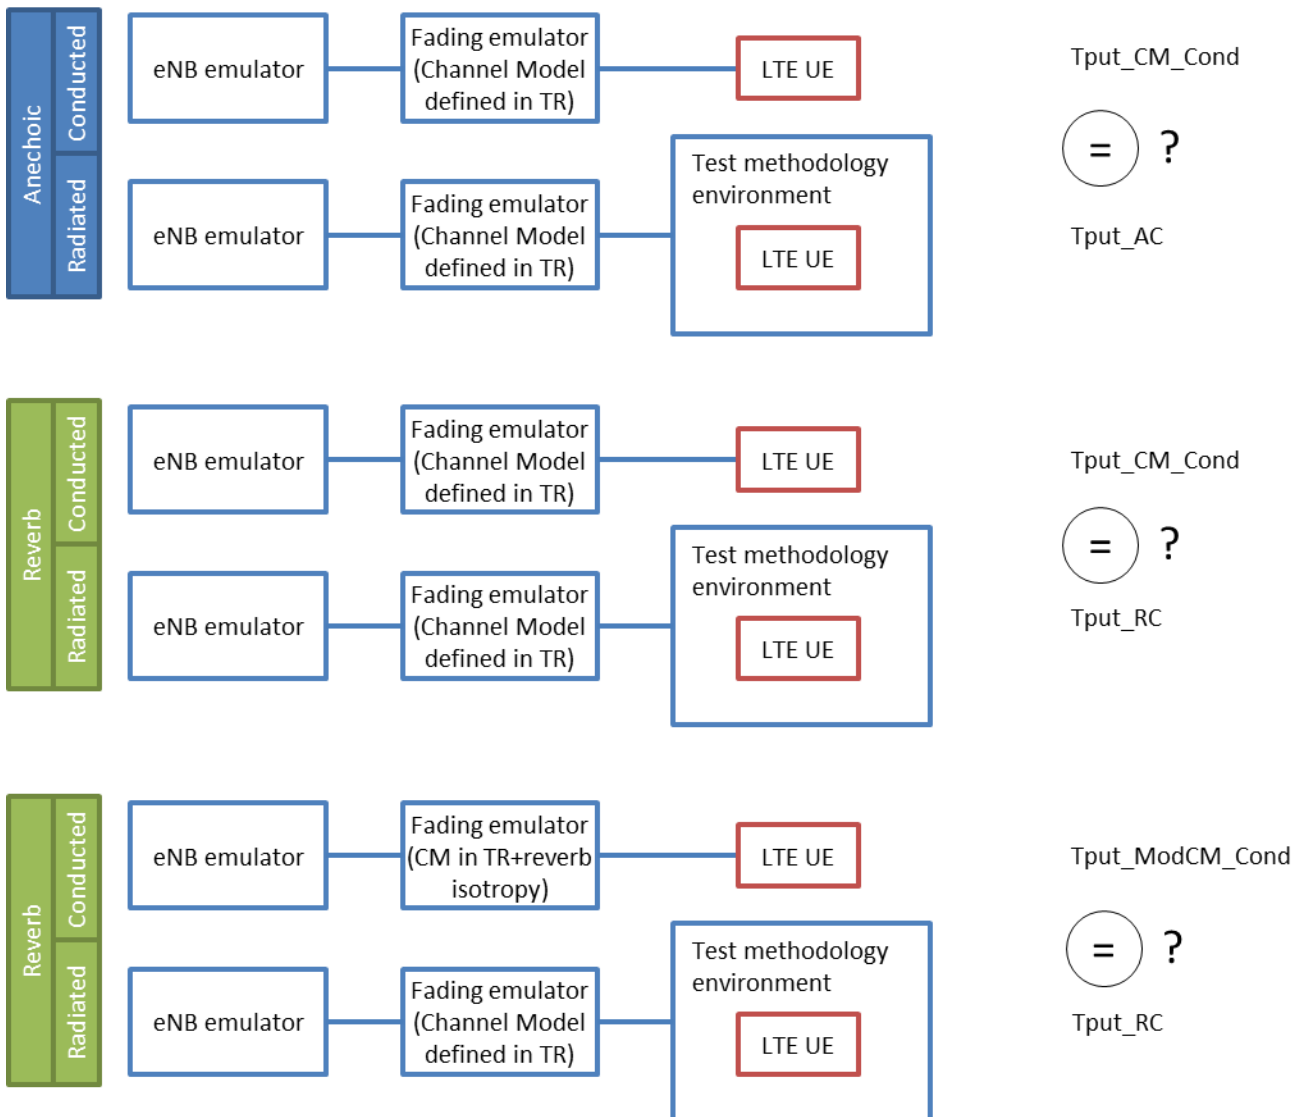 Anechoic
Conducted
Radiated
eNB emulator
Fading emulator
(Channel Model
defined in TR)
LTE UE
Tput_CM_Cond
= ?
eNB emulator
Fading emulator
(Channel Model
defined in TR)
Test methodology
environment
LTE UE
Tput_AC
Reverb
Conducted
Radiated
eNB emulator
Fading emulator
(Channel Model
defined in TR)
LTE UE
Tput_CM_Cond
= ?
eNB emulator
Fading emulator
(Channel Model
defined in TR)
Test methodology
environment
LTE UE
Tput_RC
Reverb
Conducted
Radiated
eNB emulator
Fading emulator
(CM in TR+reverb
isotropy)
LTE UE
Tput_ModCM_Cond
= ?
eNB emulator
Fading emulator
(Channel Model
defined in TR)
Test methodology
environment
LTE UE
Tput_RC